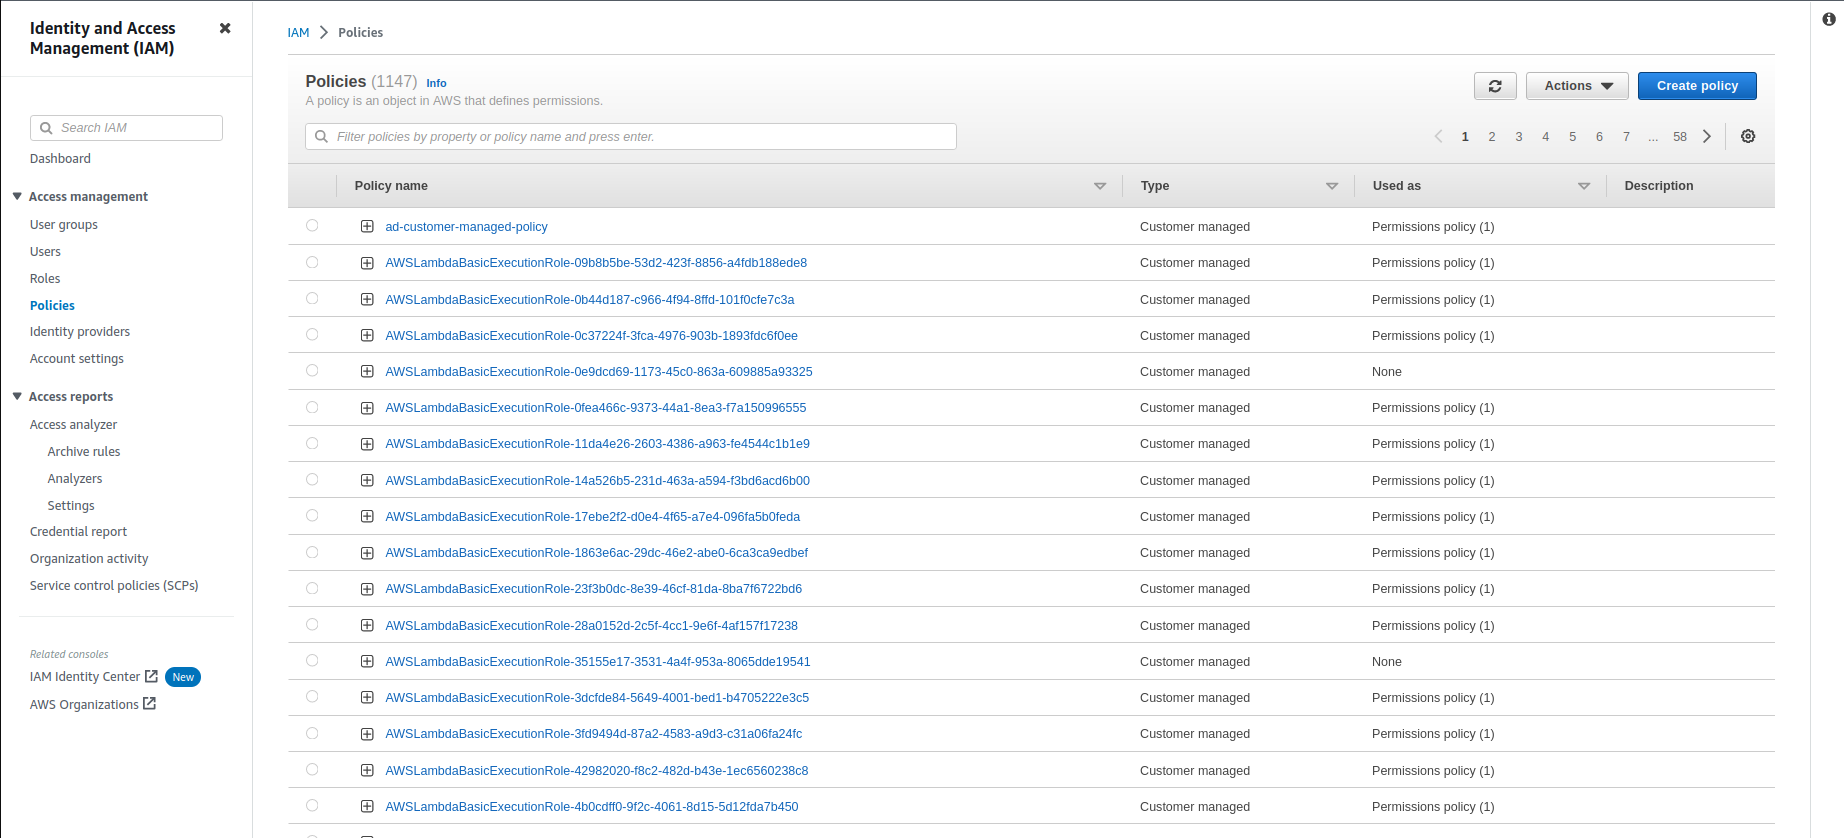 Identity and Access
Management (IAM)
Search IAM
Dashboard
Access management
User groups
Users
Roles
Policies
Identity providers
Account settings
Access reports
Access analyzer
Archive rules
Analyzers
Settings
Credential report
Organization activity
Service control policies (SCPs)
Related consoles
IAM Identity Center New
AWS Organizations
IAM Policies
Policies (1147) Info
A policy is an object in AWS that defines permissions.
Actions
Create policy
Filter policies by property or policy name and press enter.
1 2 3 4 5 6 7 ... 58
Policy name Type Used as Description
ad-customer-managed-policy Customer managed Permissions policy (1)
AWSLambdaBasicExecutionRole-09b8b5be-53d2-423f-8856-a4fdb188ede8 Customer managed Permissions policy (1)
AWSLambdaBasicExecutionRole-0b44d187-c966-4f94-8ffd-101f0cfe7c3a Customer managed Permissions policy (1)
AWSLambdaBasicExecutionRole-0c37224f-3fca-4976-903b-1893fdc6f0ee Customer managed Permissions policy (1)
AWSLambdaBasicExecutionRole-0e9dcd69-1173-45c0-863a-609885a93325 Customer managed None
AWSLambdaBasicExecutionRole-0fea466c-9373-44a1-8ea3-f7a150996555 Customer managed Permissions policy (1)
AWSLambdaBasicExecutionRole-11da4e26-2603-4386-a963-fe4544c1b1e9 Customer managed Permissions policy (1)
AWSLambdaBasicExecutionRole-14a526b5-231d-463a-a594-f3bd6acd6b00 Customer managed Permissions policy (1)
AWSLambdaBasicExecutionRole-17ebe2f2-d0e4-4f65-a7e4-096fa5b0feda Customer managed Permissions policy (1)
AWSLambdaBasicExecutionRole-1863e6ac-29dc-46e2-abe0-6ca3ca9edbef Customer managed Permissions policy (1)
AWSLambdaBasicExecutionRole-23f3b0dc-8e39-46cf-81da-8ba7f6722bd6 Customer managed Permissions policy (1)
AWSLambdaBasicExecutionRole-28a0152d-2c5f-4cc1-9e6f-4af157f17238 Customer managed Permissions policy (1)
AWSLambdaBasicExecutionRole-35155e17-3531-4a4f-953a-8065dde19541 Customer managed None
AWSLambdaBasicExecutionRole-3dcfde84-5649-4001-bed1-b4705222e3c5 Customer managed Permissions policy (1)
AWSLambdaBasicExecutionRole-3fd9494d-87a2-4583-a9d3-c31a06fa24fc Customer managed Permissions policy (1)
AWSLambdaBasicExecutionRole-42982020-f8c2-482d-b43e-1ec6560238c8 Customer managed Permissions policy (1)
AWSLambdaBasicExecutionRole-4b0cdff0-9f2c-4061-8d15-5d12fda7b450 Customer managed Permissions policy (1)